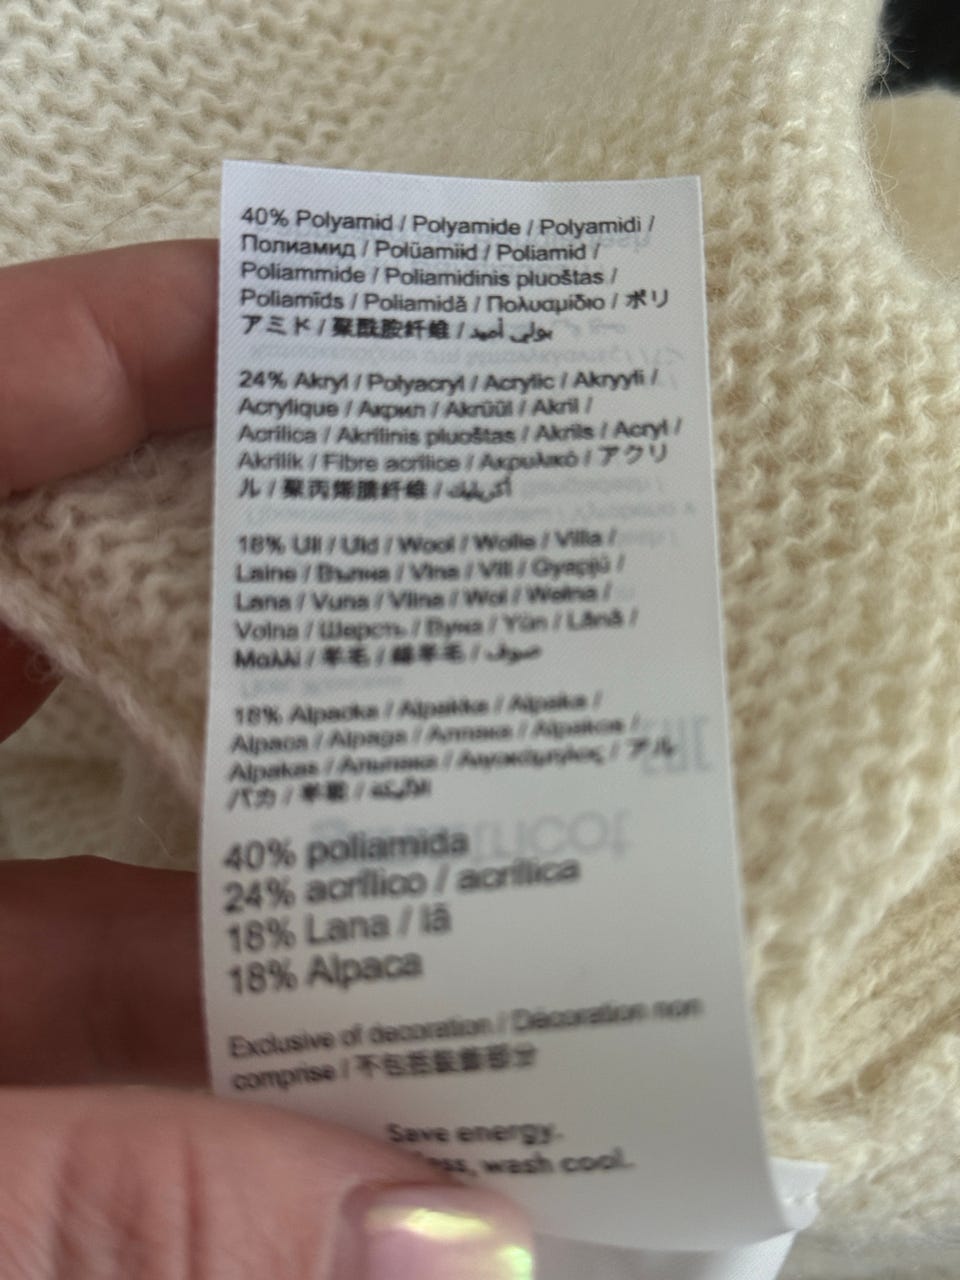 40% Polyamid / Polyamide / Polyamidi /
Полиамид / Polüamiid / Poliamid /
Poliammide / Poliamidinis pluoštas /
Poliamīds / Poliamidă / Πολυαμίδιο / ポリ
アミド / 聚酰胺纤维 / بولي أميد
24% Akryl / Polyacryl / Acrylic / Akryyli /
Acrylique / Акрил / Akrüül / Akril /
Acrilica / Akrilinis pluoštas / Akrils / Acryl /
Akrilik / Fibre acrilice / Ακρυλικό / アクリ
ル / 聚丙烯腈纤维 / أكريليك
18% Ull / Uld / Wool / Wolle / Villa /
Laine / Вълна / Vlna / Vill / Gyapjú /
Lana / Vuna / Vilna / Wol / Wełna /
Volna / Шерсть / Вуна / Yün / Lână /
Μαλλί / 羊毛 / 綿羊毛 / صوف
18% Alpacka / Alpakka / Alpaka /
Alpaca / Alpaga / Алпака / Alpakos /
Alpakas / Альпака / / アル
パカ / 羊駝 /
40% poliamida
24% acrílico / acrílica
18% Lana / lã
18% Alpaca
Exclusive of decoration / Décoration non
comprise / 不包括装饰部分
Save energy.
wash cool.